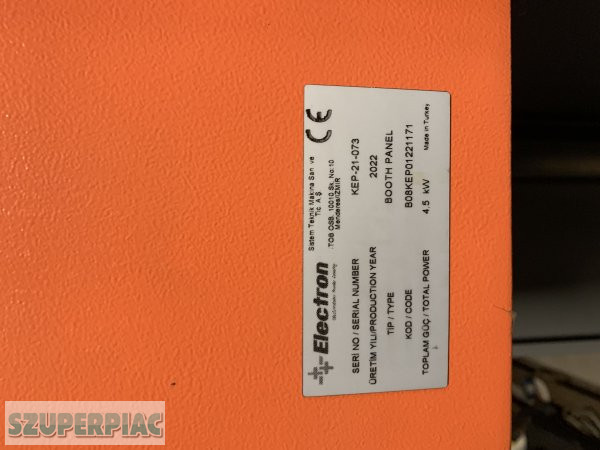 Electron
Sistem Teknik Makina San ve
Tic A.Ş
İTOB OSB. 10010 Sk. No:10
Menderes/İZMİR
CE
SERİ NO / SERIAL NUMBER KEP-21-073
ÜRETİM YILI/PRODUCTION YEAR 2022
TİP / TYPE BOOTH PANEL
KOD / CODE B08KEP01221171
TOPLAM GÜÇ / TOTAL POWER 4.5 kW
Made in Turkey
SZUPERPIAC